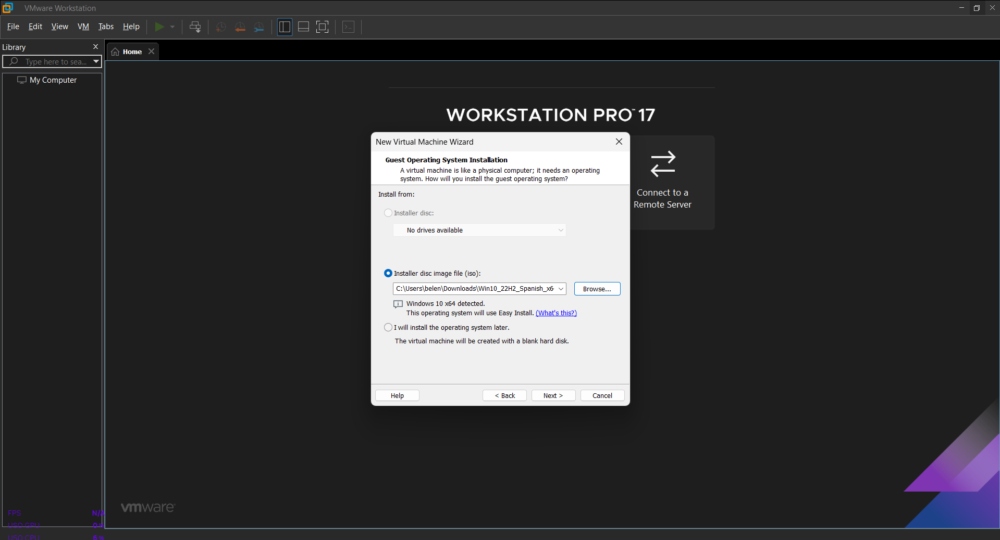 VMware Workstation
File Edit View VM Tabs Help
Library
Type here to sea...
My Computer
Home
WORKSTATION PRO™ 17
Connect to a
Remote Server
New Virtual Machine Wizard
Guest Operating System Installation
A virtual machine is like a physical computer; it needs an operating
system. How will you install the guest operating system?
Install from:
Installer disc:
No drives available
Installer disc image file (iso):
C:\Users\belen\Downloads\Win10_22H2_Spanish_x6
Browse...
Windows 10 x64 detected.
This operating system will use Easy Install. (What's this?)
I will install the operating system later.
The virtual machine will be created with a blank hard disk.
Help < Back Next > Cancel
vmware
FPS N/A
USO GPU 0 %
USO CPU 6 %